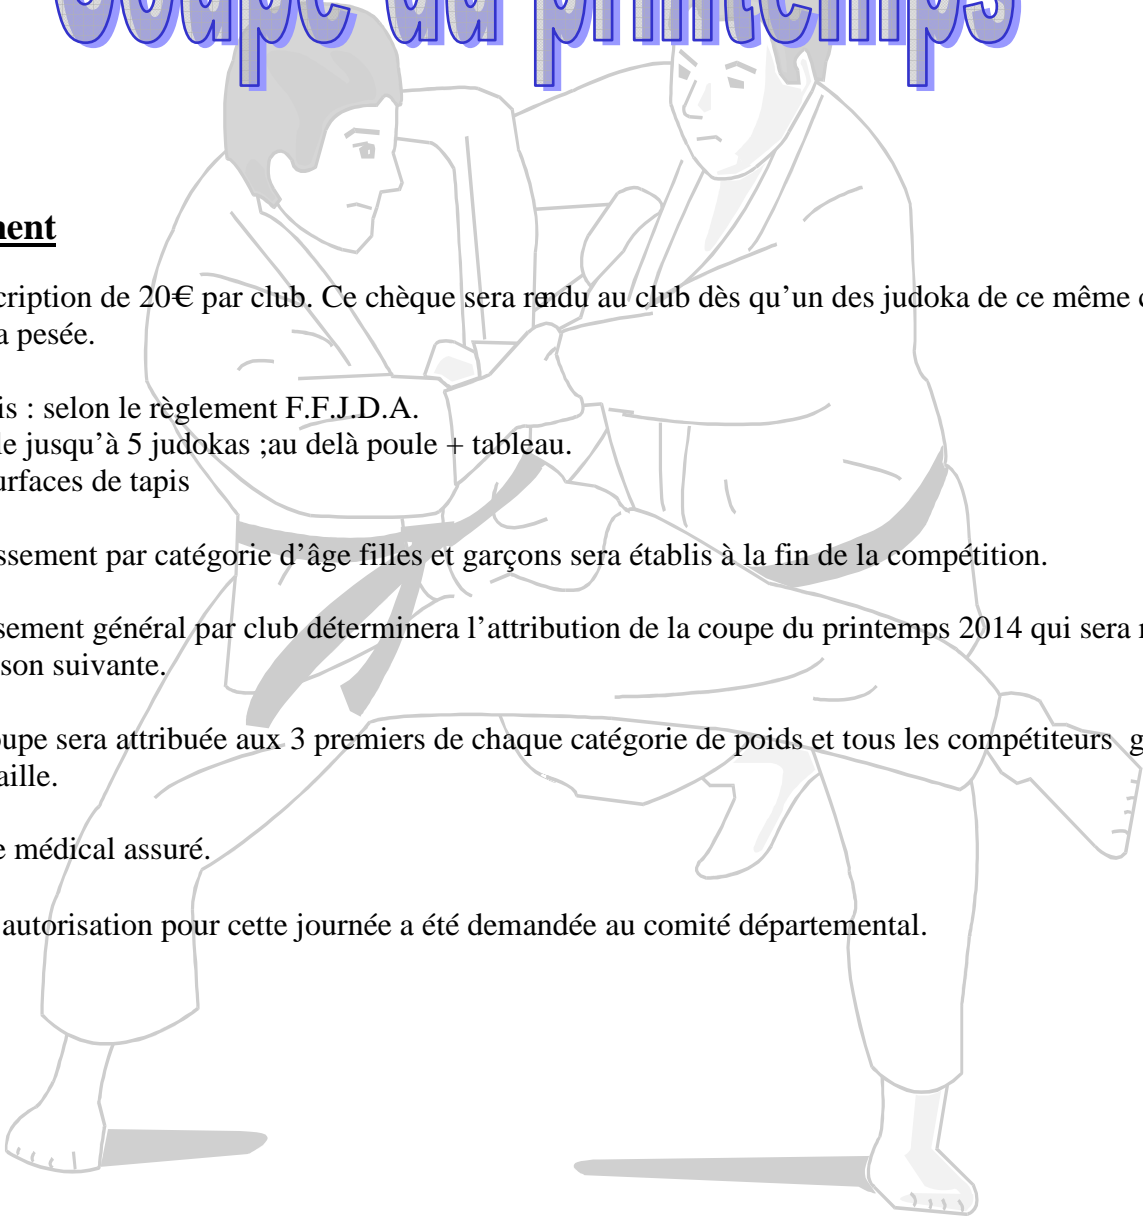 Coupe du printemps
ment
cription de 20€ par club. Ce chèque sera rendu au club dès qu’un des judoka de ce même c
a pesée.
is : selon le règlement F.F.J.D.A.
le jusqu’à 5 judokas ;au delà poule + tableau.
urfaces de tapis
ssement par catégorie d’âge filles et garçons sera établis à la fin de la compétition.
sement général par club déterminera l’attribution de la coupe du printemps 2014 qui sera r
son suivante.
oupe sera attribuée aux 3 premiers de chaque catégorie de poids et tous les compétiteurs  g
aille.
e médical assuré.
autorisation pour cette journée a été demandée au comité départemental.